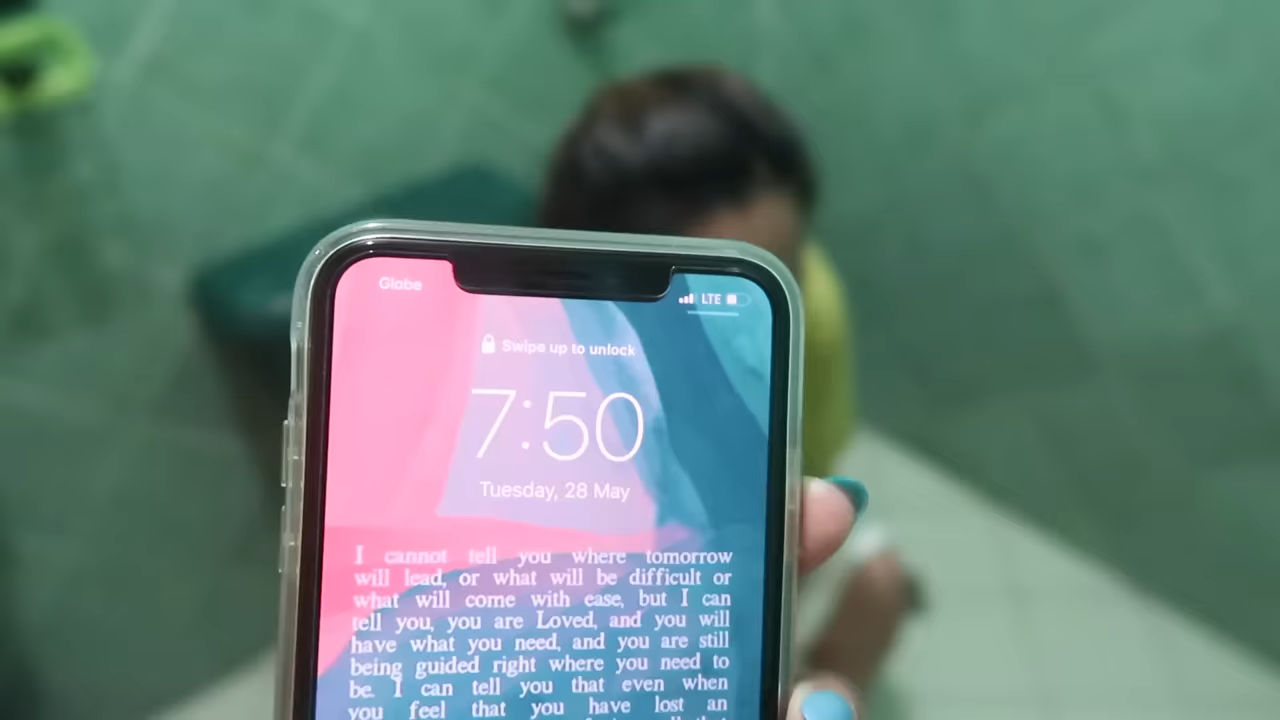 Globe
LTE
Swipe up to unlock
7:50
Tuesday, 28 May
I cannot tell you where tomorrow
will lead, or what will be difficult or
what will come with ease, but I can
tell you, you are Loved, and you will
have what you need, and you are still
being guided right where you need to
be. I can tell you that even when
you feel that you have lost an